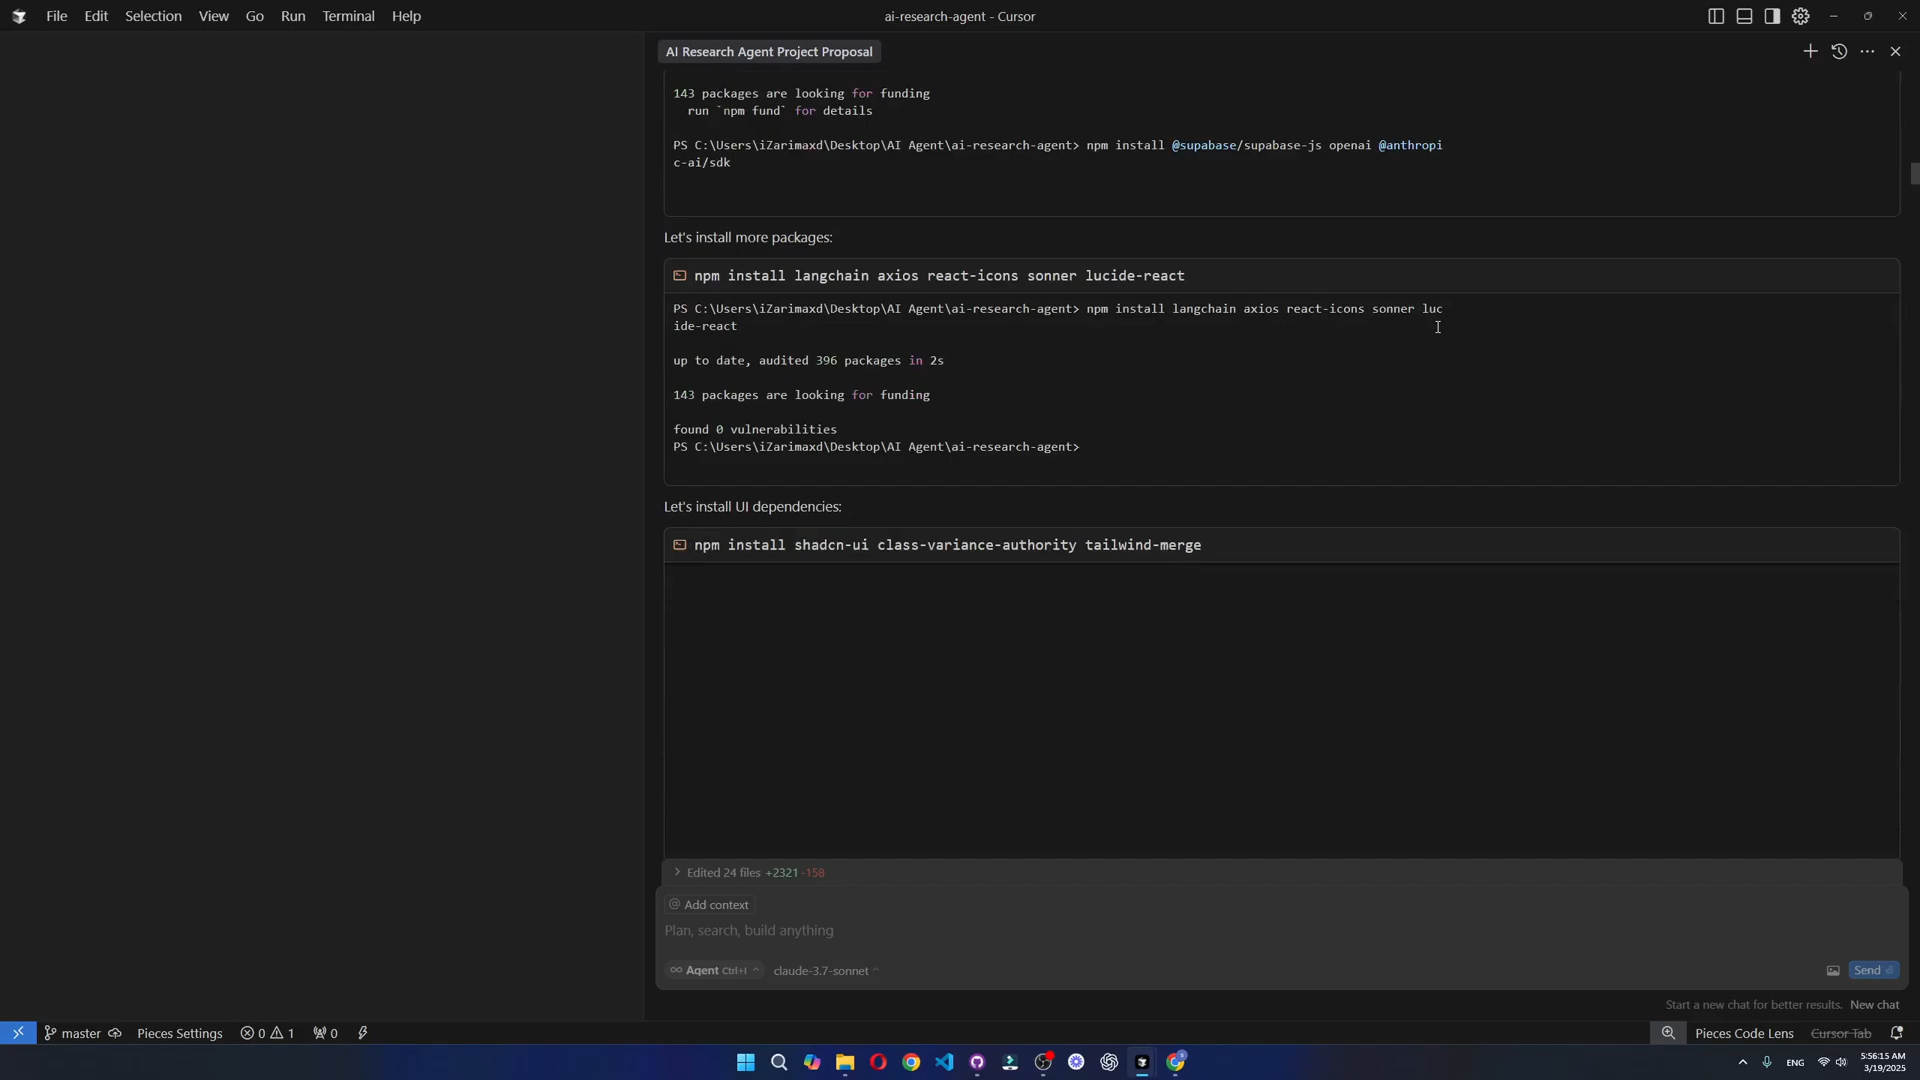 File Edit Selection View Go Run Terminal Help
ai-research-agent - Cursor
AI Research Agent Project Proposal
143 packages are looking for funding
run `npm fund` for details
PS C:\Users\iZarimaxd\Desktop\AI Agent\ai-research-agent> npm install @supabase/supabase-js openai @anthropi
c-ai/sdk
Let's install more packages:
npm install langchain axios react-icons sonner lucide-react
PS C:\Users\iZarimaxd\Desktop\AI Agent\ai-research-agent> npm install langchain axios react-icons sonner luc
ide-react
up to date, audited 396 packages in 2s
143 packages are looking for funding
found 0 vulnerabilities
PS C:\Users\iZarimaxd\Desktop\AI Agent\ai-research-agent>
Let's install UI dependencies:
npm install shadcn-ui class-variance-authority tailwind-merge
Edited 24 files +2321 -158
@ Add context
Plan, search, build anything
∞ Agent Ctrl+I ^ claude-3.7-sonnet ^
Send
Start a new chat for better results. New chat
master Pieces Settings 0 1 0
Pieces Code Lens Cursor Tab
ENG
5:56:15 AM
3/19/2025